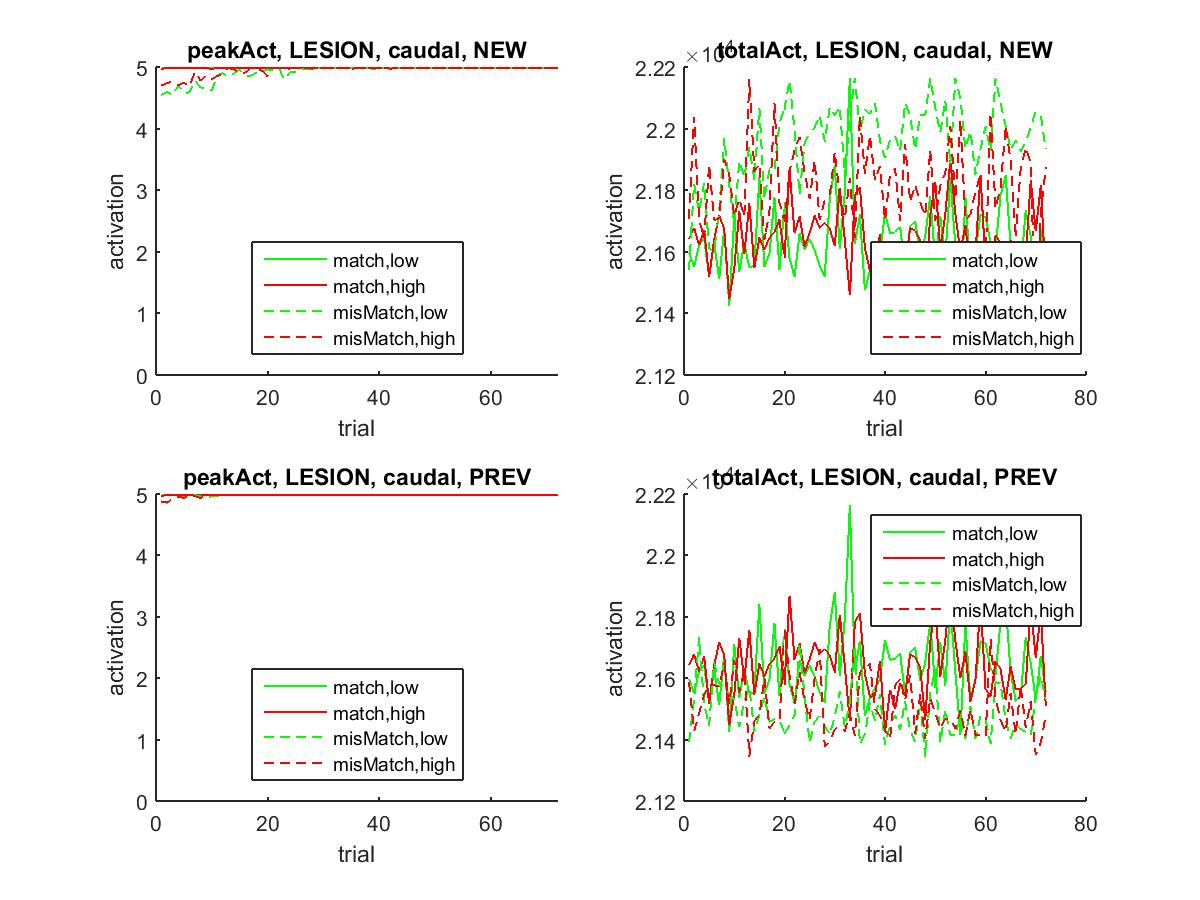 peakAct, LESION, caudal, NEW
5
4
3
2
1
0
activation
match,low
match,high
misMatch,low
misMatch,high
0 20 40 60
trial
×10^4
totalAct, LESION, caudal, NEW
2.22
2.2
2.18
2.16
2.14
2.12
activation
match,low
match,high
misMatch,low
misMatch,high
0 20 40 60 80
trial
peakAct, LESION, caudal, PREV
5
4
3
2
1
0
activation
match,low
match,high
misMatch,low
misMatch,high
0 20 40 60
trial
×10^4
totalAct, LESION, caudal, PREV
2.22
2.2
2.18
2.16
2.14
2.12
activation
match,low
match,high
misMatch,low
misMatch,high
0 20 40 60 80
trial